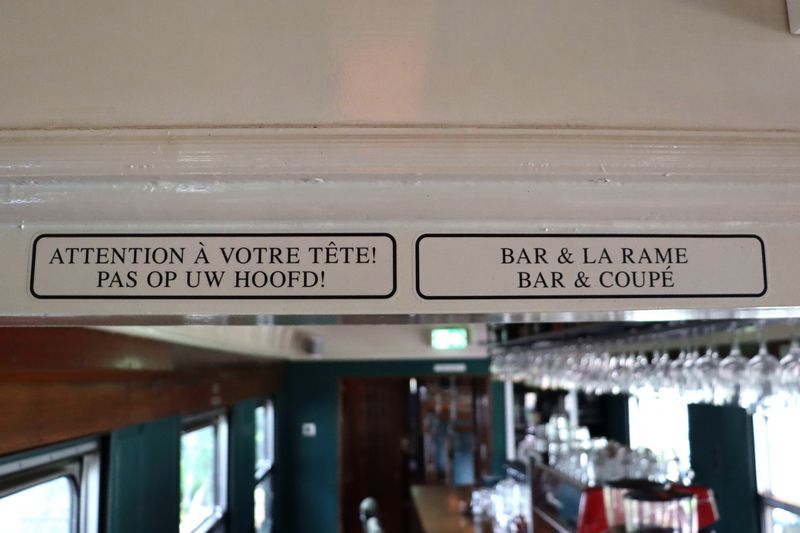 ATTENTION À VOTRE TÊTE!
PAS OP UW HOOFD!
BAR & LA RAME
BAR & COUPÉ